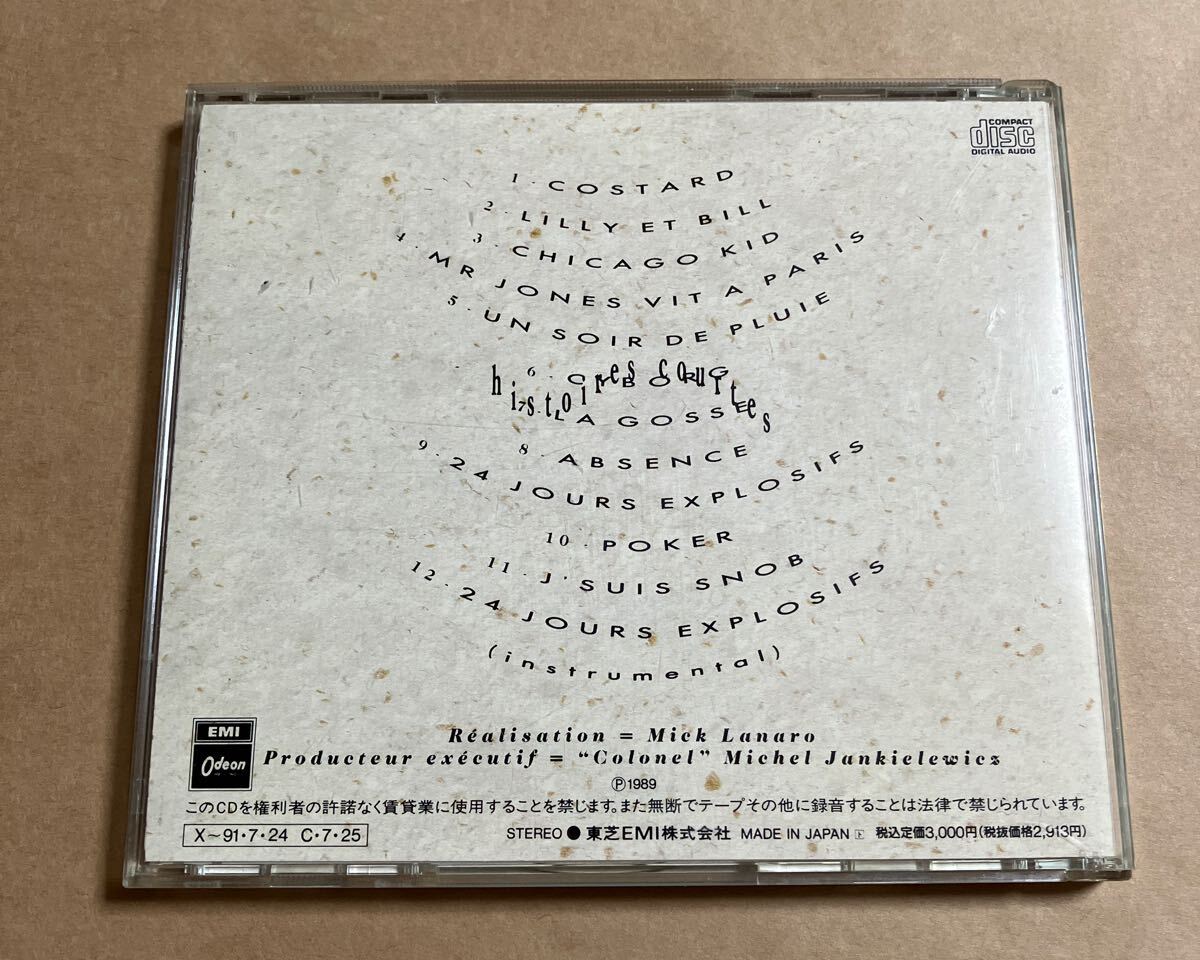 COMPACT
disc
DIGITAL AUDIO
1 - COSTARD
2 - LILLY ET BILL
3 - CHICAGO KID
4 - MR JONES VIT A PARIS
5 - UN SOIR DE PLUIE
6 - CYBORG
histoires courtes
7 - LA GOSSE
8 - ABSENCE
9 - 24 JOURS EXPLOSIFS
10 - POKER
11 - J'SUIS SNOB
12 - 24 JOURS EXPLOSIFS
(instrumental)
EMI
Odeon
Réalisation = Mick Lanaro
Producteur exécutif = "Colonel" Michel Jankielewicz
Ⓟ1989
このCDを権利者の許諾なく賃貸業に使用することを禁じます。また無断でテープその他に録音することは法律で禁じられています。
X～91・7・24 C・7・25
STEREO ● 東芝EMI株式会社 MADE IN JAPAN 税込定価3,000円(税抜価格2,913円)